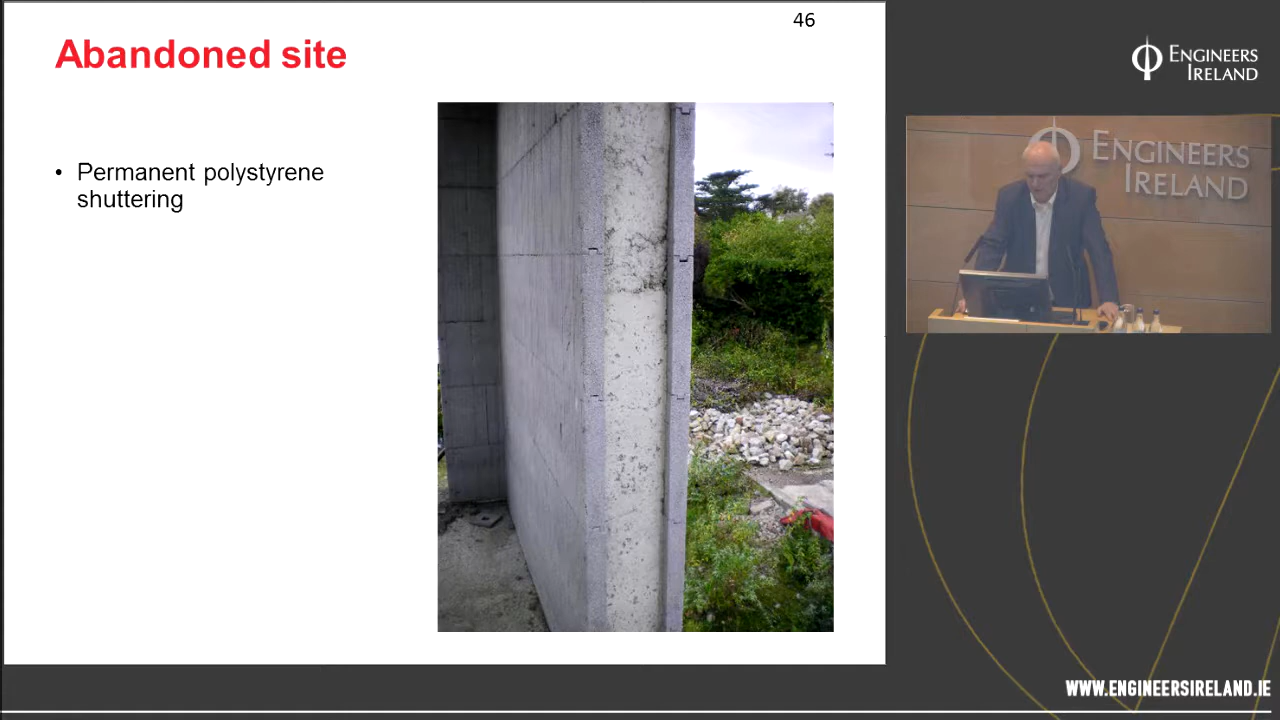 46
Abandoned site
• Permanent polystyrene
shuttering
ENGINEERS
IRELAND
ENGINEERS
IRELAND
WWW.ENGINEERSIRELAND.IE